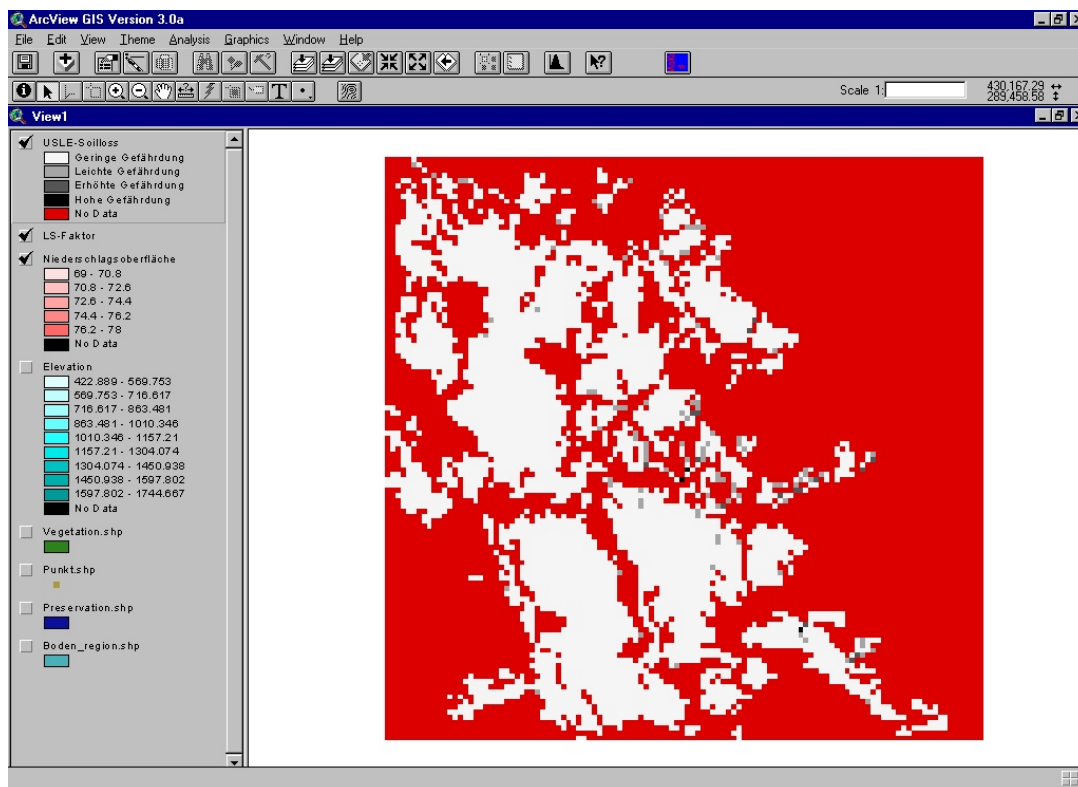 ArcView GIS Version 3.0a
File Edit View Theme Analysis Graphics Window Help
Scale 1:
430,167.29
289,458.58
View1
USLE-Soilloss
Geringe Gefährdung
Leichte Gefährdung
Erhöhte Gefährdung
Hohe Gefährdung
No Data
LS-Faktor
Niederschlagsoberfläche
69 - 70.8
70.8 - 72.6
72.6 - 74.4
74.4 - 76.2
76.2 - 78
No Data
Elevation
422.889 - 569.753
569.753 - 716.617
716.617 - 863.481
863.481 - 1010.346
1010.346 - 1157.21
1157.21 - 1304.074
1304.074 - 1450.938
1450.938 - 1597.802
1597.802 - 1744.667
No Data
Vegetation.shp
Punkt.shp
Preservation.shp
Boden_region.shp